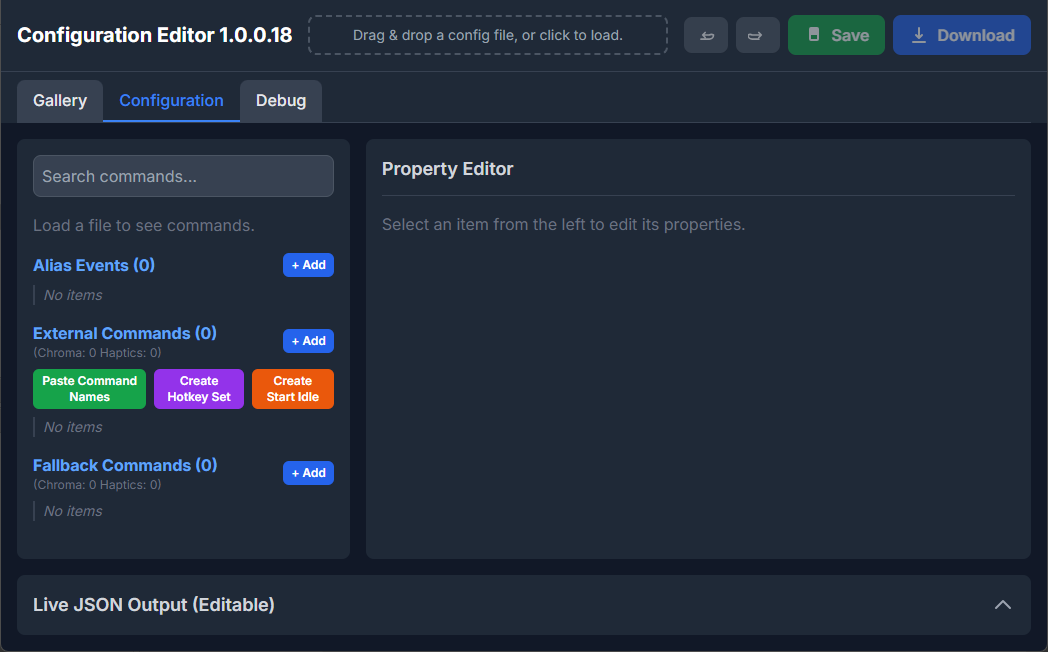 Configuration Editor 1.0.0.18
Drag & drop a config file, or click to load.
Save
Download
Gallery
Configuration
Debug
Search commands...
Load a file to see commands.
Alias Events (0)
+ Add
No items
External Commands (0)
(Chroma: 0 Haptics: 0)
+ Add
Paste Command
Names
Create
Hotkey Set
Create
Start Idle
No items
Fallback Commands (0)
(Chroma: 0 Haptics: 0)
+ Add
No items
Property Editor
Select an item from the left to edit its properties.
Live JSON Output (Editable)